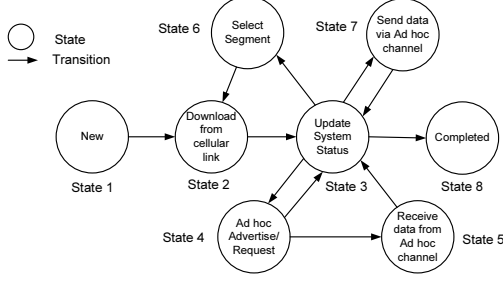 State 6
Select
Segment
State 7
Send data
via Ad hoc
channel
State
Transition
New
State 1
Download
from
cellular
link
State 2
Update
System
Status
State 3
Completed
State 8
State 4
Ad hoc
Advertise/
Request
Receive
data from
Ad hoc
channel
State 5